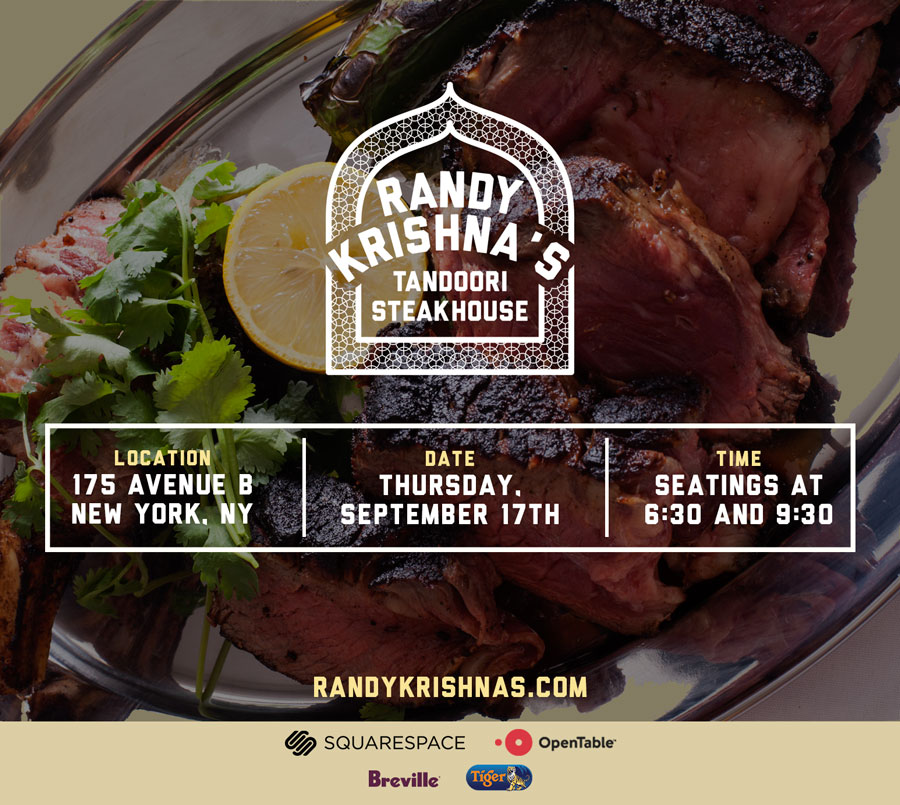 RANDY
KRISHNA'S
TANDOORI
STEAKHOUSE
LOCATION
175 AVENUE B
NEW YORK, NY
DATE
THURSDAY,
SEPTEMBER 17TH
TIME
SEATINGS AT
6:30 AND 9:30
RANDYKRISHNAS.COM
SQUARESPACE
OpenTable
Breville
Tiger